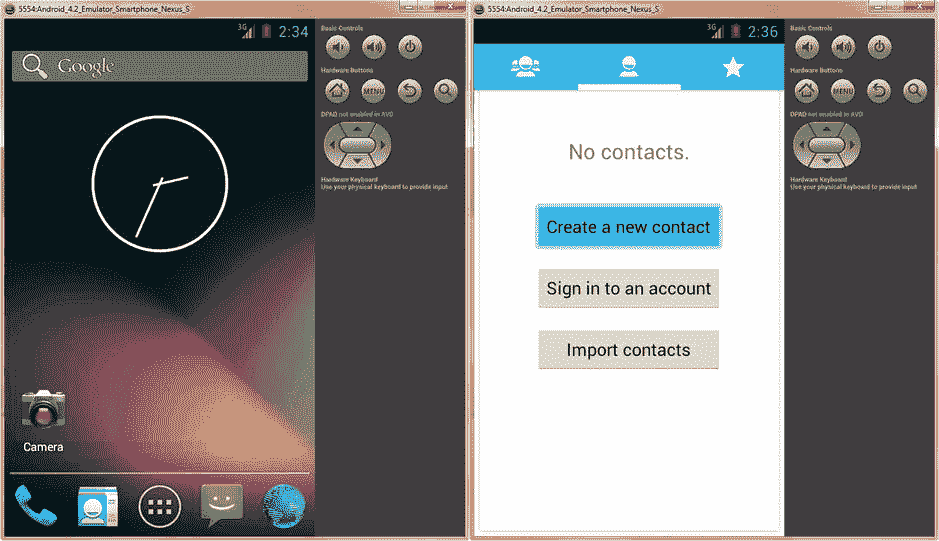 5554:Android_4.2_Emulator_Smartphone_Nexus_S
3G 2:34
Google
Camera
Basic Controls
Hardware Buttons
MENU
DPAD not enabled in AVD
Hardware Keyboard
Use your physical keyboard to provide input
5554:Android_4.2_Emulator_Smartphone_Nexus_S
3G 2:36
No contacts.
Create a new contact
Sign in to an account
Import contacts
Basic Controls
Hardware Buttons
MENU
DPAD not enabled in AVD
Hardware Keyboard
Use your physical keyboard to provide input